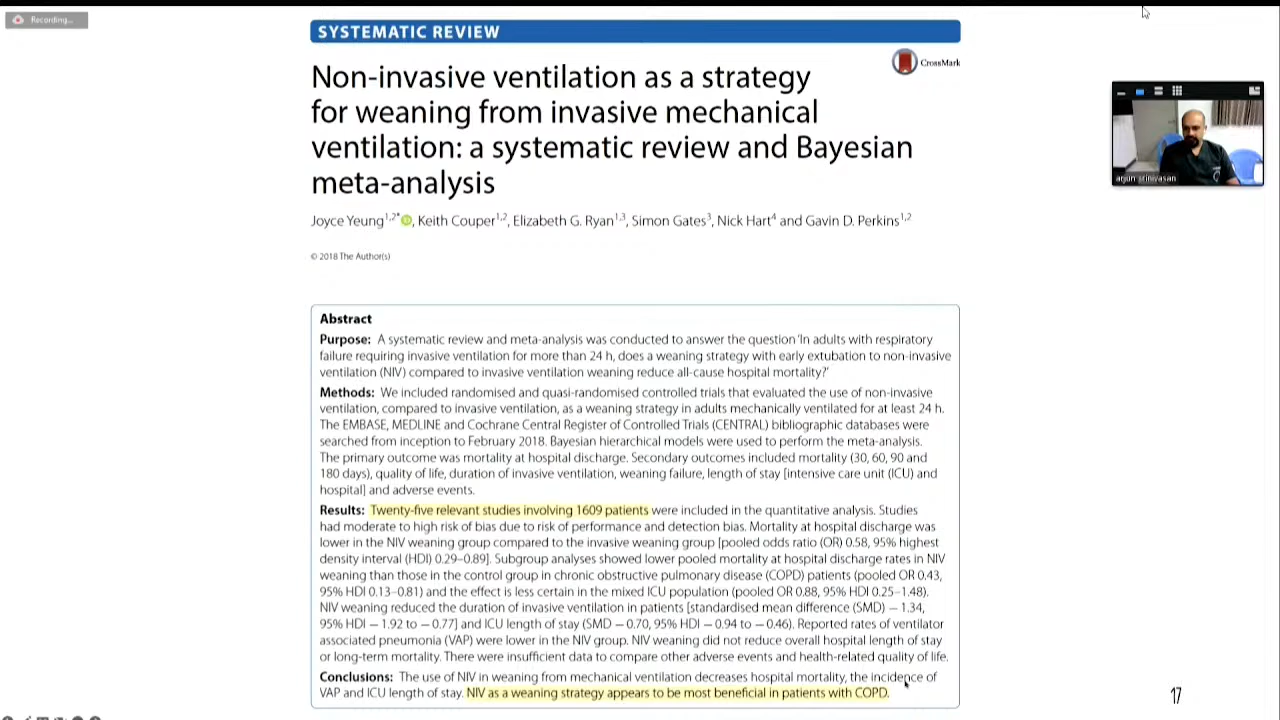 Recording...
SYSTEMATIC REVIEW
CrossMark
Non-invasive ventilation as a strategy
for weaning from invasive mechanical
ventilation: a systematic review and Bayesian
meta-analysis
Joyce Yeung1,2*, Keith Couper1,2, Elizabeth G. Ryan1,3, Simon Gates3, Nick Hart4 and Gavin D. Perkins1,2
© 2018 The Author(s)
arjun srinivasan
Abstract
Purpose: A systematic review and meta-analysis was conducted to answer the question 'In adults with respiratory
failure requiring invasive ventilation for more than 24 h, does a weaning strategy with early extubation to non-invasive
ventilation (NIV) compared to invasive ventilation weaning reduce all-cause hospital mortality?'
Methods: We included randomised and quasi-randomised controlled trials that evaluated the use of non-invasive
ventilation, compared to invasive ventilation, as a weaning strategy in adults mechanically ventilated for at least 24 h.
The EMBASE, MEDLINE and Cochrane Central Register of Controlled Trials (CENTRAL) bibliographic databases were
searched from inception to February 2018. Bayesian hierarchical models were used to perform the meta-analysis.
The primary outcome was mortality at hospital discharge. Secondary outcomes included mortality (30, 60, 90 and
180 days), quality of life, duration of invasive ventilation, weaning failure, length of stay [intensive care unit (ICU) and
hospital] and adverse events.
Results: Twenty-five relevant studies involving 1609 patients were included in the quantitative analysis. Studies
had moderate to high risk of bias due to risk of performance and detection bias. Mortality at hospital discharge was
lower in the NIV weaning group compared to the invasive weaning group [pooled odds ratio (OR) 0.58, 95% highest
density interval (HDI) 0.29–0.89]. Subgroup analyses showed lower pooled mortality at hospital discharge rates in NIV
weaning than those in the control group in chronic obstructive pulmonary disease (COPD) patients (pooled OR 0.43,
95% HDI 0.13–0.81) and the effect is less certain in the mixed ICU population (pooled OR 0.88, 95% HDI 0.25–1.48).
NIV weaning reduced the duration of invasive ventilation in patients [standardised mean difference (SMD) − 1.34,
95% HDI − 1.92 to − 0.77] and ICU length of stay (SMD − 0.70, 95% HDI − 0.94 to − 0.46). Reported rates of ventilator
associated pneumonia (VAP) were lower in the NIV group. NIV weaning did not reduce overall hospital length of stay
or long-term mortality. There were insufficient data to compare other adverse events and health-related quality of life.
Conclusions: The use of NIV in weaning from mechanical ventilation decreases hospital mortality, the incidence of
VAP and ICU length of stay. NIV as a weaning strategy appears to be most beneficial in patients with COPD.
17